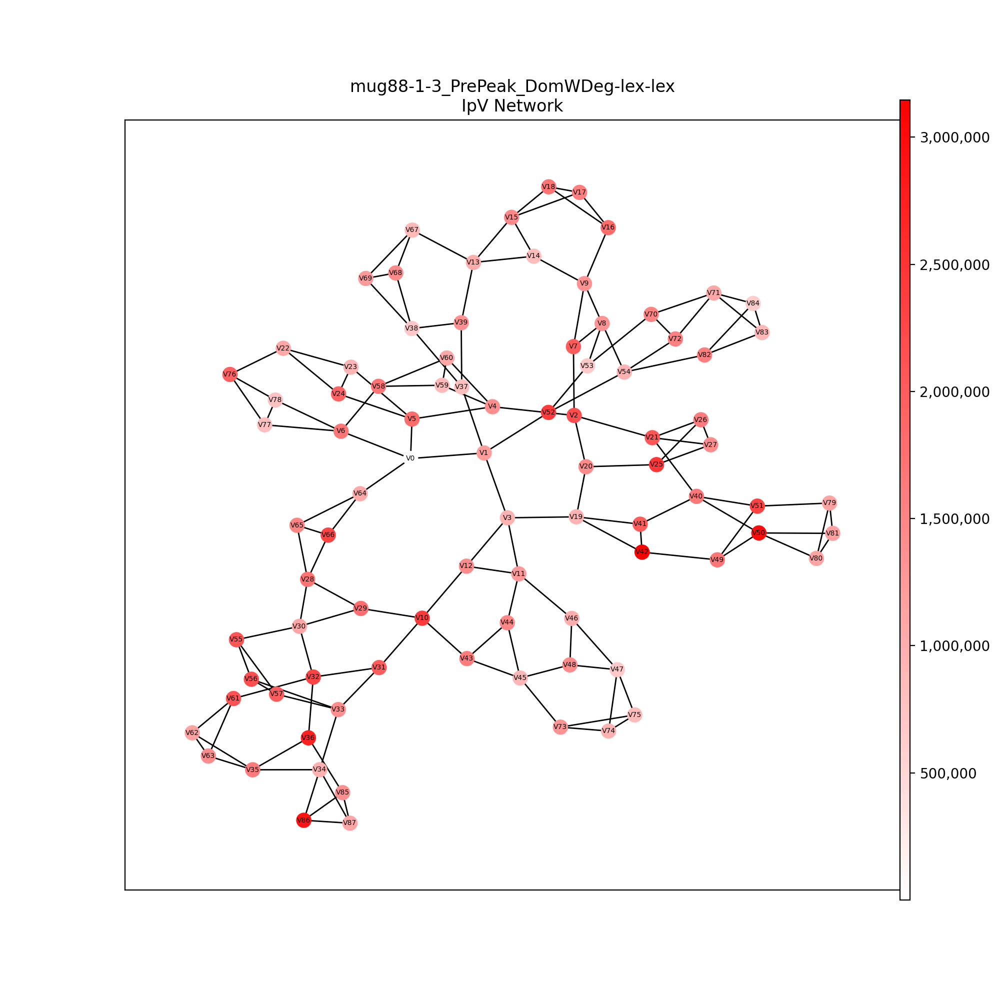 mug88-1-3_PrePeak_DomWDeg-lex-lex
IpV Network
3,000,000
2,500,000
2,000,000
1,500,000
1,000,000
500,000
V18
V17
V15
V16
V67
V14
V13
V68
V69
V9
V71
V84
V70
V39
V8
V38
V83
V72
V22
V7
V82
V60
V53
V23
V54
V76
V59
V58
V37
V24
V78
V4
V52
V2
V5
V26
V77
V6
V21
V27
V1
V0
V25
V20
V64
V40
V79
V51
V3
V19
V41
V65
V50
V81
V66
V42
V80
V49
V12
V11
V28
V29
V10
V46
V44
V30
V55
V43
V48
V31
V47
V32
V45
V56
V57
V61
V33
V75
V73
V74
V62
V36
V63
V35
V34
V85
V86
V87